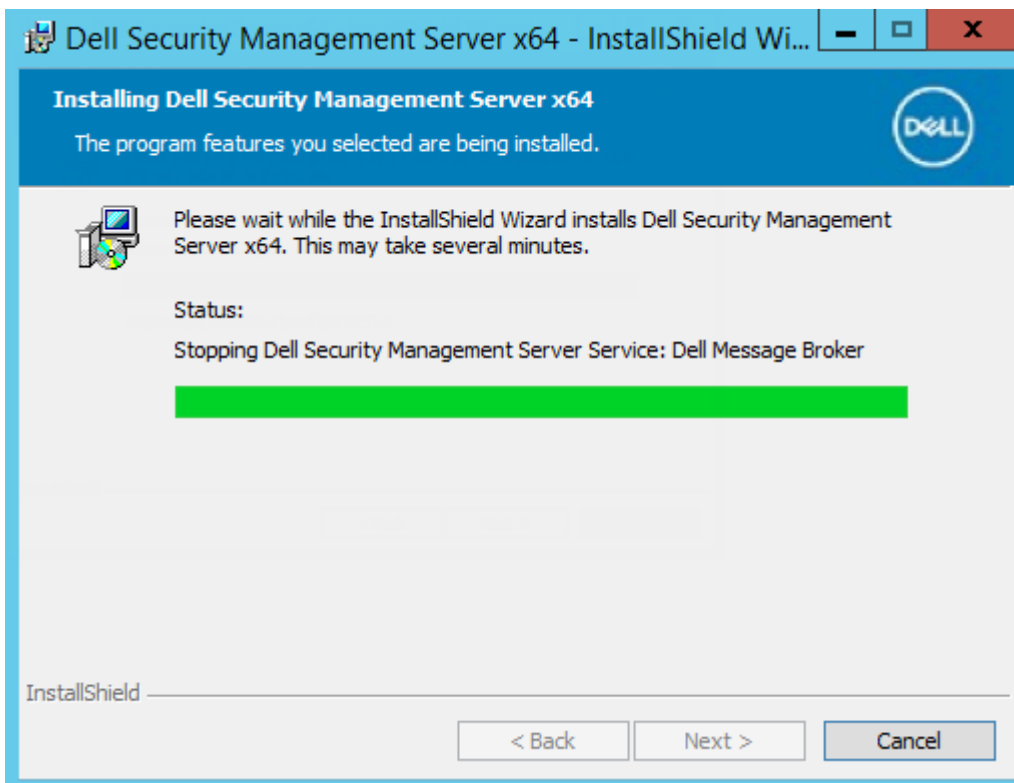 Dell Security Management Server x64 - InstallShield Wi...
Installing Dell Security Management Server x64
The program features you selected are being installed.
DELL
Please wait while the InstallShield Wizard installs Dell Security Management
Server x64. This may take several minutes.
Status:
Stopping Dell Security Management Server Service: Dell Message Broker
InstallShield
< Back
Next >
Cancel